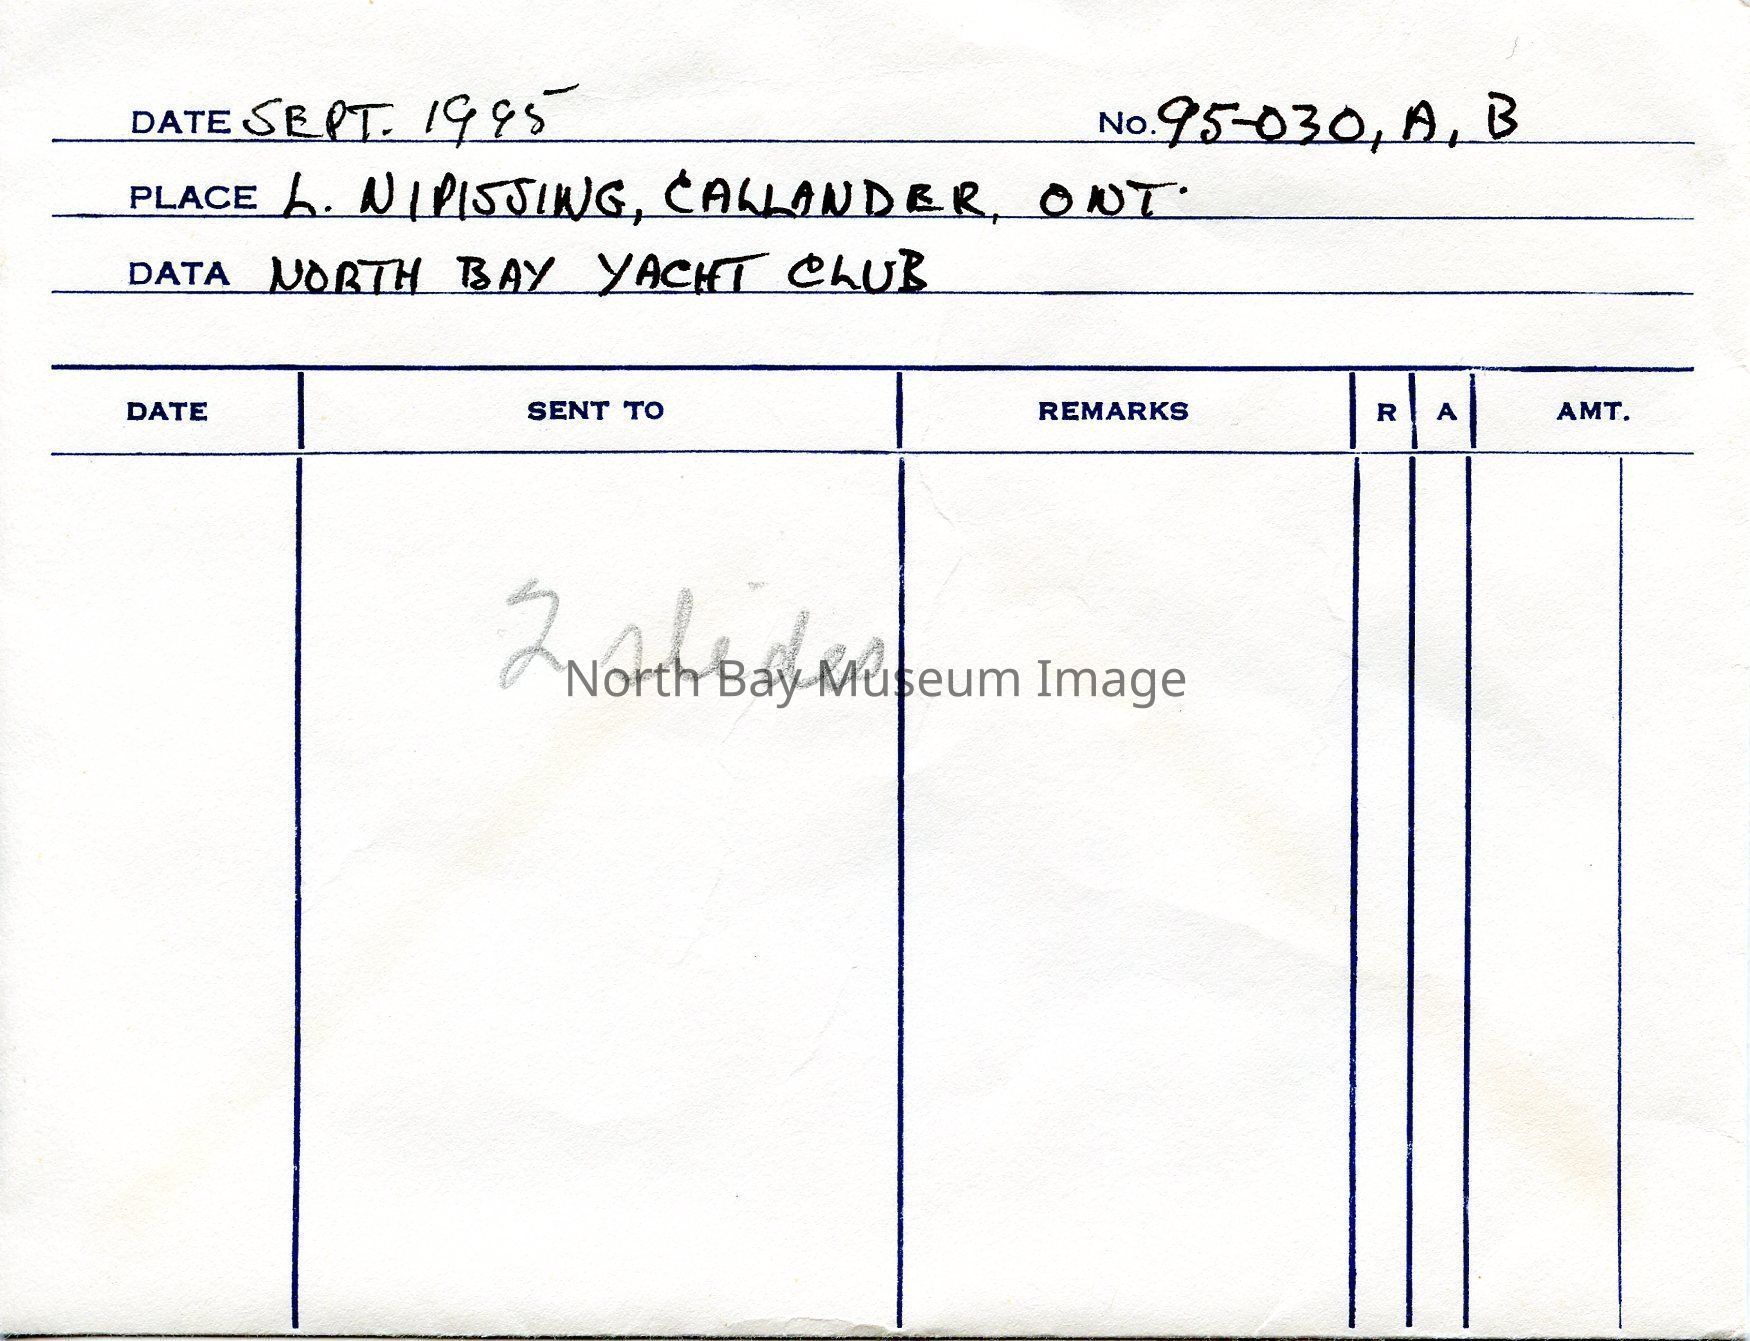 DATE SEPT. 1995 No. 95-030, A, B
PLACE L. NIPISSING, CALLANDER, ONT.
DATA NORTH BAY YACHT CLUB
DATE SENT TO REMARKS R A AMT.
2 slides
North Bay Museum Image